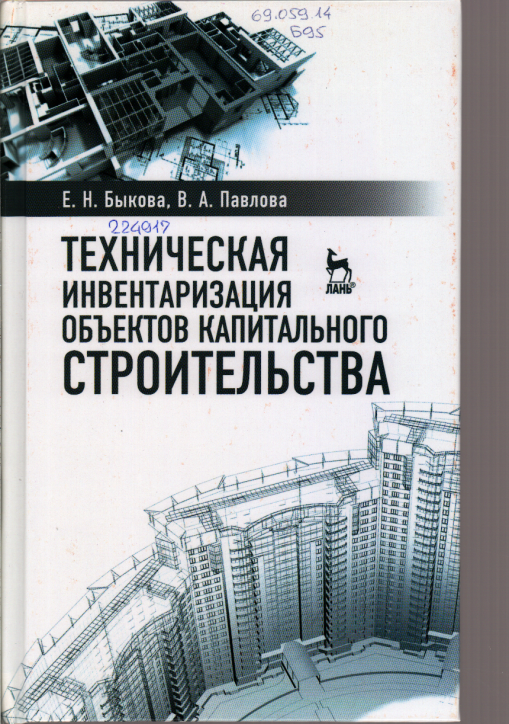 69.059.14
Б95
Е. Н. Быкова, В. А. Павлова
224917
ТЕХНИЧЕСКАЯ
ИНВЕНТАРИЗАЦИЯ
ЛАНЬ®
ОБЪЕКТОВ КАПИТАЛЬНОГО
СТРОИТЕЛЬСТВА